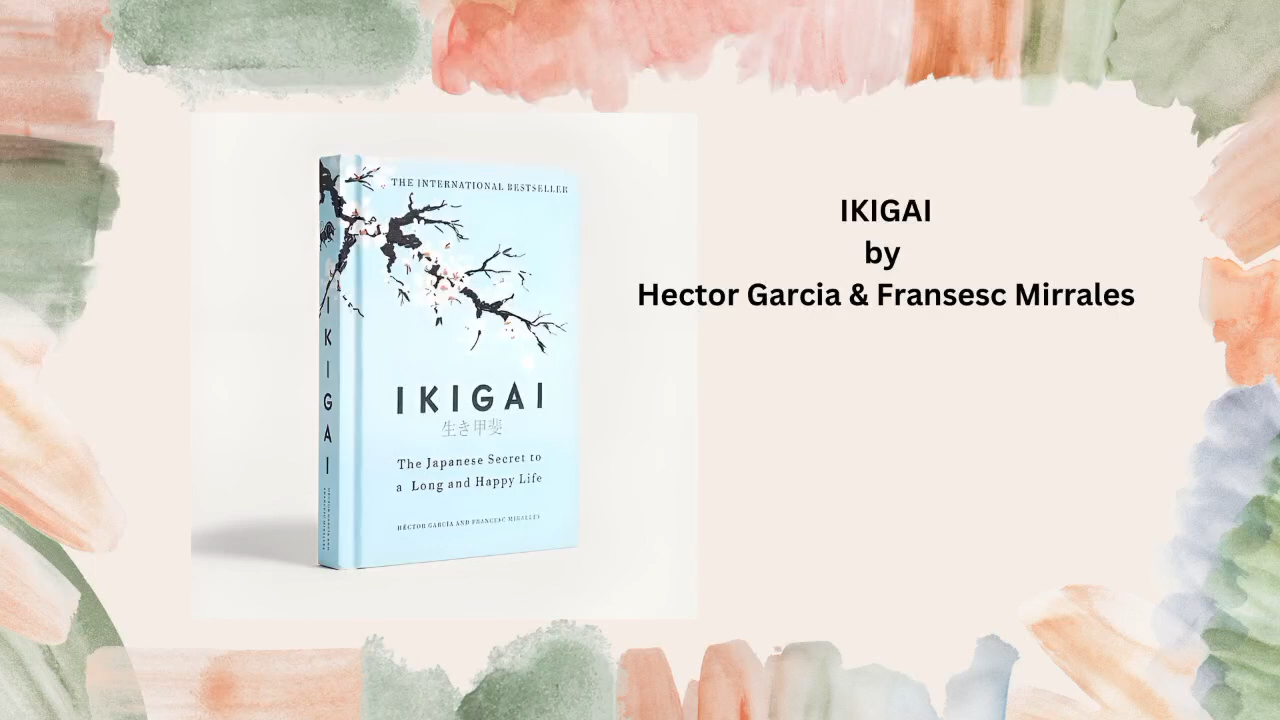 THE INTERNATIONAL BESTSELLER
IKIGAI
生き甲斐
The Japanese Secret to
a Long and Happy Life
HÉCTOR GARCÍA AND FRANCESC MIRALLES
IKIGAI
IKIGAI
by
Hector Garcia & Fransesc Mirrales